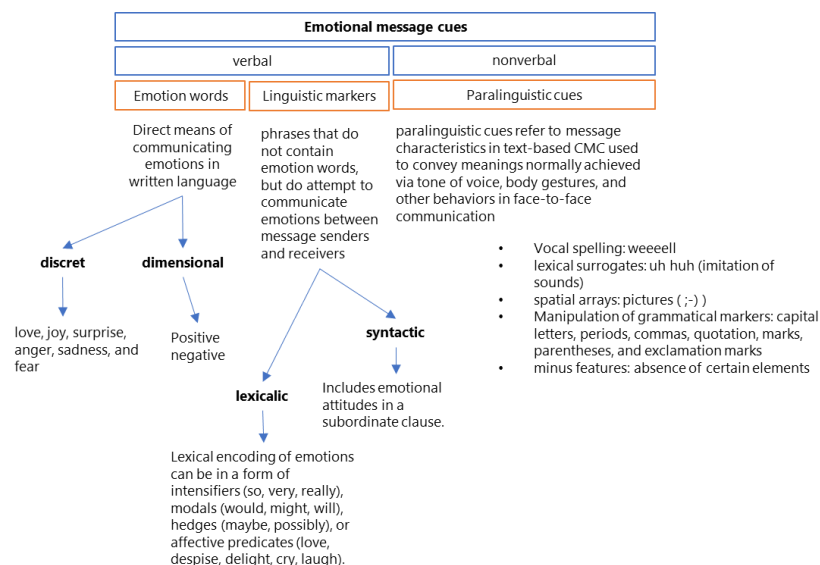 Emotional message cues
verbal
nonverbal
Emotion words
Linguistic markers
Paralinguistic cues
Direct means of
communicating
emotions in
written language
phrases that do
not contain
emotion words,
but do attempt to
communicate
emotions between
message senders
and receivers
paralinguistic cues refer to message
characteristics in text-based CMC used
to convey meanings normally achieved
via tone of voice, body gestures, and
other behaviors in face-to-face
communication
• Vocal spelling: weeeell
• lexical surrogates: uh huh (imitation of
sounds)
• spatial arrays: pictures ( ;-) )
• Manipulation of grammatical markers: capital
letters, periods, commas, quotation, marks,
parentheses, and exclamation marks
• minus features: absence of certain elements
discret
dimensional
love, joy, surprise,
anger, sadness, and
fear
Positive
negative
syntactic
lexicalic
Includes emotional
attitudes in a
subordinate clause.
Lexical encoding of emotions
can be in a form of
intensifiers (so, very, really),
modals (would, might, will),
hedges (maybe, possibly), or
affective predicates (love,
despise, delight, cry, laugh).